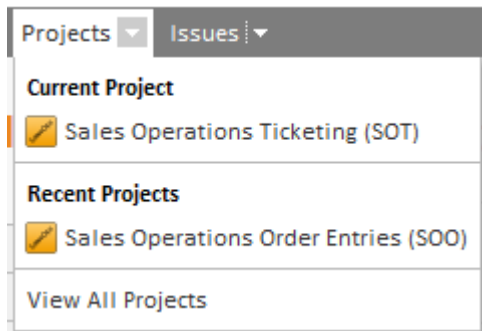 Projects Issues
Current Project
Sales Operations Ticketing (SOT)
Recent Projects
Sales Operations Order Entries (SOO)
View All Projects